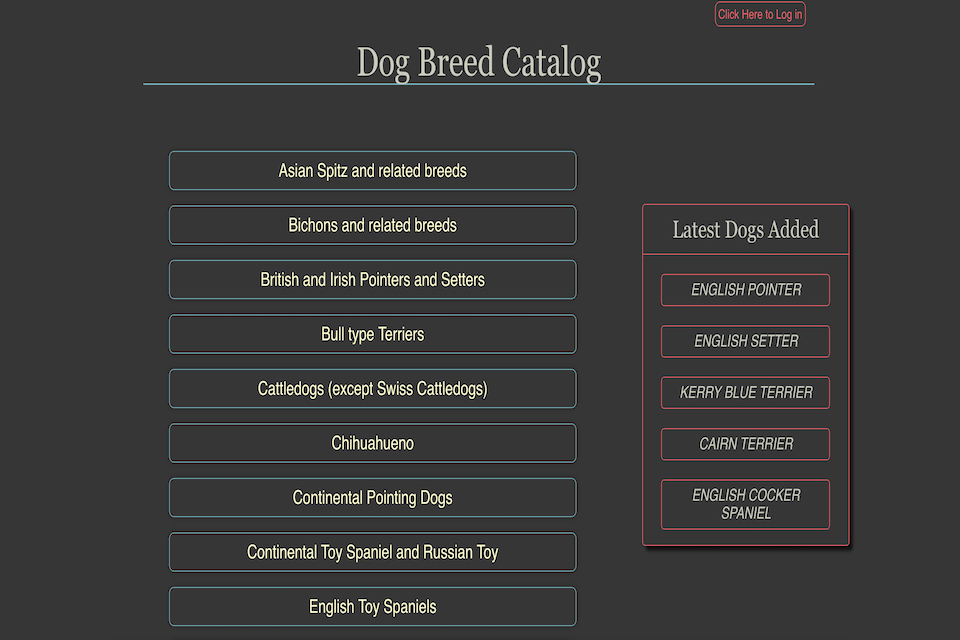 Click Here to Log in
Dog Breed Catalog
Asian Spitz and related breeds
Bichons and related breeds
British and Irish Pointers and Setters
Bull type Terriers
Cattledogs (except Swiss Cattledogs)
Chihuahueno
Continental Pointing Dogs
Continental Toy Spaniel and Russian Toy
English Toy Spaniels
Latest Dogs Added
ENGLISH POINTER
ENGLISH SETTER
KERRY BLUE TERRIER
CAIRN TERRIER
ENGLISH COCKER
SPANIEL